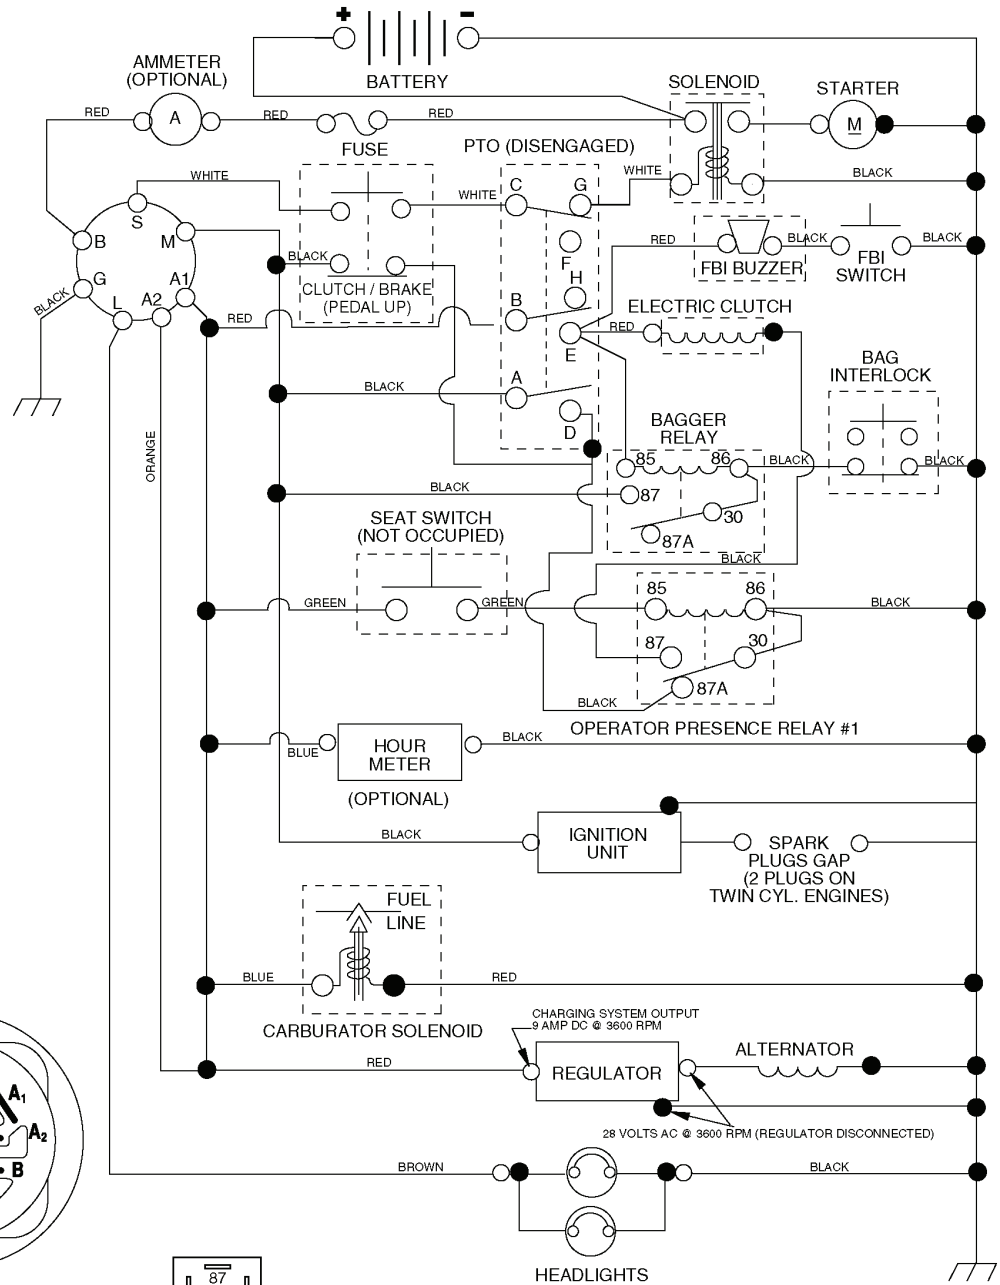 + -
BATTERY
AMMETER
(OPTIONAL)
RED
A
RED
RED
FUSE
SOLENOID
STARTER
M
PTO (DISENGAGED)
WHITE
S
WHITE
C
G
WHITE
BLACK
B
M
G
A1
L
A2
BLACK
BLACK
CLUTCH / BRAKE
(PEDAL UP)
F
H
B
E
RED
BLACK
BLACK
FBI BUZZER
FBI
SWITCH
RED
ELECTRIC CLUTCH
RED
BAG
INTERLOCK
BLACK
A
D
ORANGE
BAGGER
RELAY
85
86
BLACK
BLACK
BLACK
87
30
87A
SEAT SWITCH
(NOT OCCUPIED)
BLACK
GREEN
GREEN
85
86
BLACK
87
30
87A
BLACK
OPERATOR PRESENCE RELAY #1
BLUE
HOUR
METER
BLACK
(OPTIONAL)
BLACK
IGNITION
UNIT
SPARK
PLUGS GAP
(2 PLUGS ON
TWIN CYL. ENGINES)
FUEL
LINE
BLUE
RED
CARBURATOR SOLENOID
CHARGING SYSTEM OUTPUT
9 AMP DC @ 3600 RPM
RED
REGULATOR
ALTERNATOR
28 VOLTS AC @ 3600 RPM (REGULATOR DISCONNECTED)
A1
A2
B
BROWN
BLACK
HEADLIGHTS
87